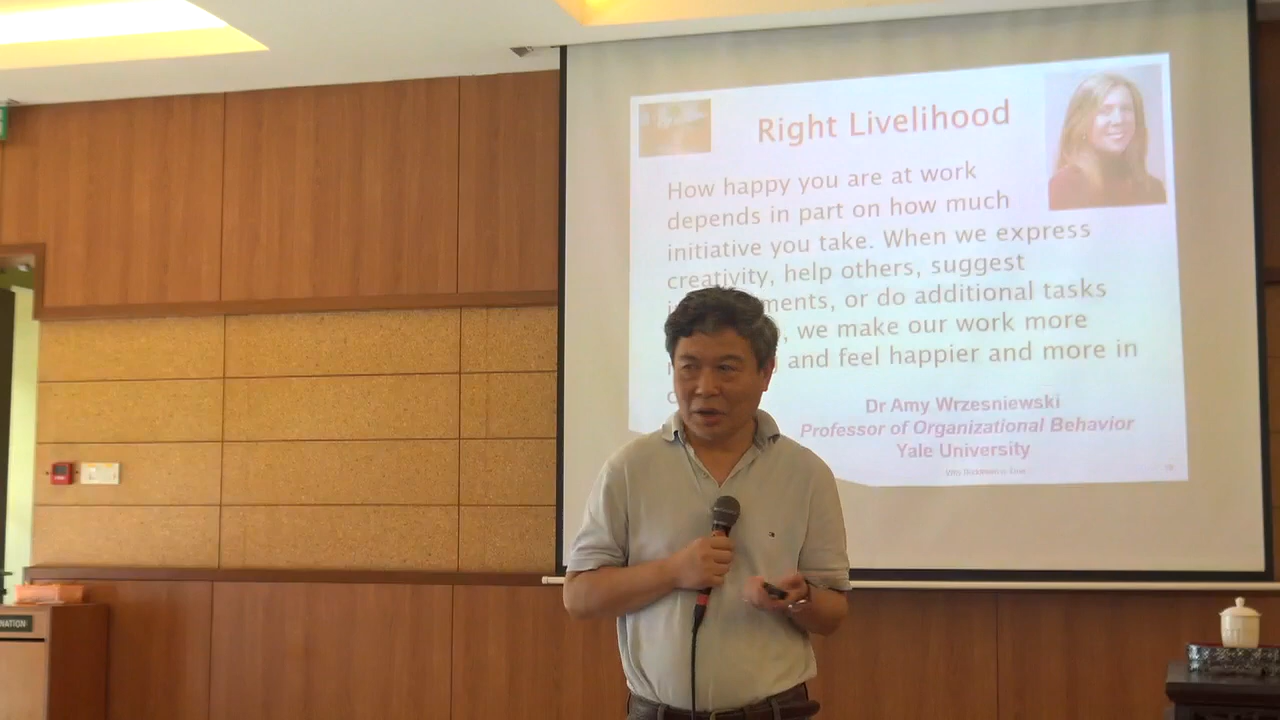 Right Livelihood
How happy you are at work
depends in part on how much
initiative you take. When we express
creativity, help others, suggest
ments, or do additional tasks
, we make our work more
and feel happier and more in
Dr Amy Wrzesniewski
Professor of Organizational Behavior
Yale University
NATION